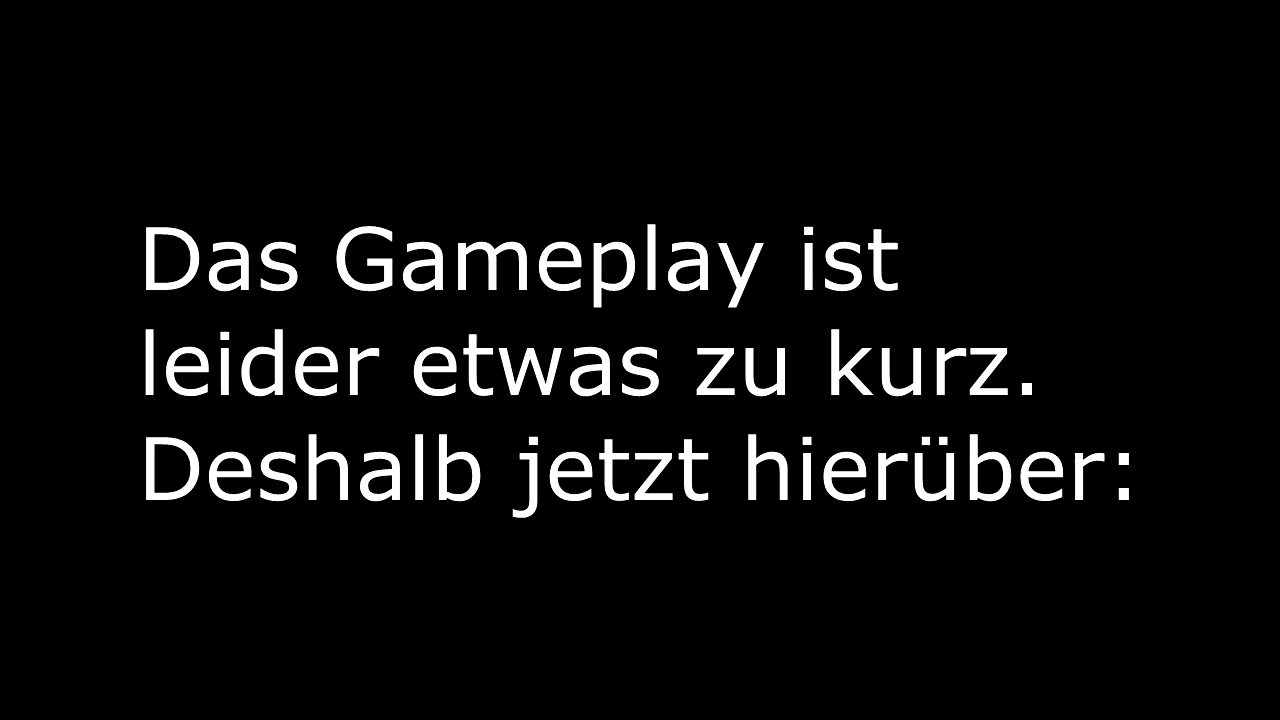 Das Gameplay ist
leider etwas zu kurz.
Deshalb jetzt hierüber: